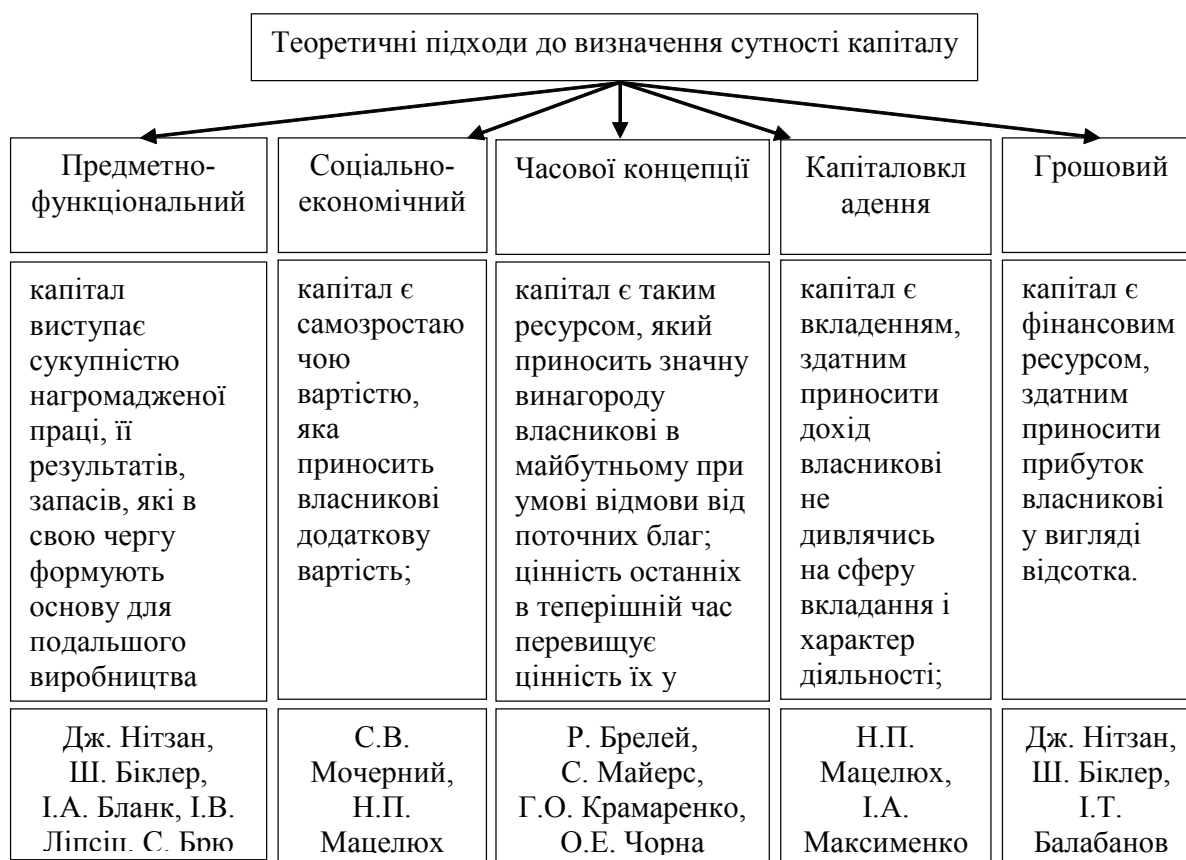 Теоретичні підходи до визначення сутності капіталу
Предметно-
функціональний
Соціально-
економічний
Часової концепції
Капіталовкл
адення
Грошовий
капітал
виступає
сукупністю
нагромадженої
праці, її
результатів,
запасів, які в
свою чергу
формують
основу для
подальшого
виробництва
капітал є
самозростаю
чою
вартістю,
яка
приносить
власникові
додаткову
вартість;
капітал є таким
ресурсом, який
приносить значну
винагороду
власникові в
майбутньому при
умові відмови від
поточних благ;
цінність останніх
в теперішній час
перевищує
цінність їх у
капітал є
вкладенням,
здатним
приносити
дохід
власникові
не
дивлячись
на сферу
вкладання і
характер
діяльності;
капітал є
фінансовим
ресурсом,
здатним
приносити
прибуток
власникові
у вигляді
відсотка.
Дж. Нітзан,
Ш. Біклер,
І.А. Бланк, І.В.
Ліпсіц, С. Брю
С.В.
Мочерний,
Н.П.
Мацелюх
Р. Брелей,
С. Майерс,
Г.О. Крамаренко,
О.Е. Чорна
Н.П.
Мацелюх,
І.А.
Максименко
Дж. Нітзан,
Ш. Біклер,
І.Т.
Балабанов